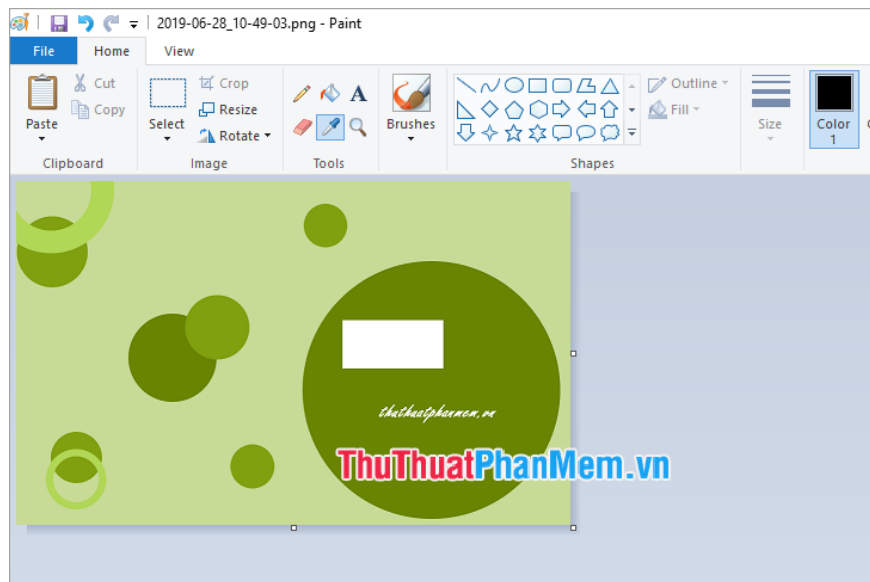 2019-06-28_10-49-03.png - Paint
File Home View
Cut
Copy
Paste
Clipboard
Crop
Resize
Rotate
Select
Image
A
Tools
Brushes
Outline
Fill
Shapes
Size
Color
1
thuthuatphanmem.vn
ThuThuatPhanMem.vn